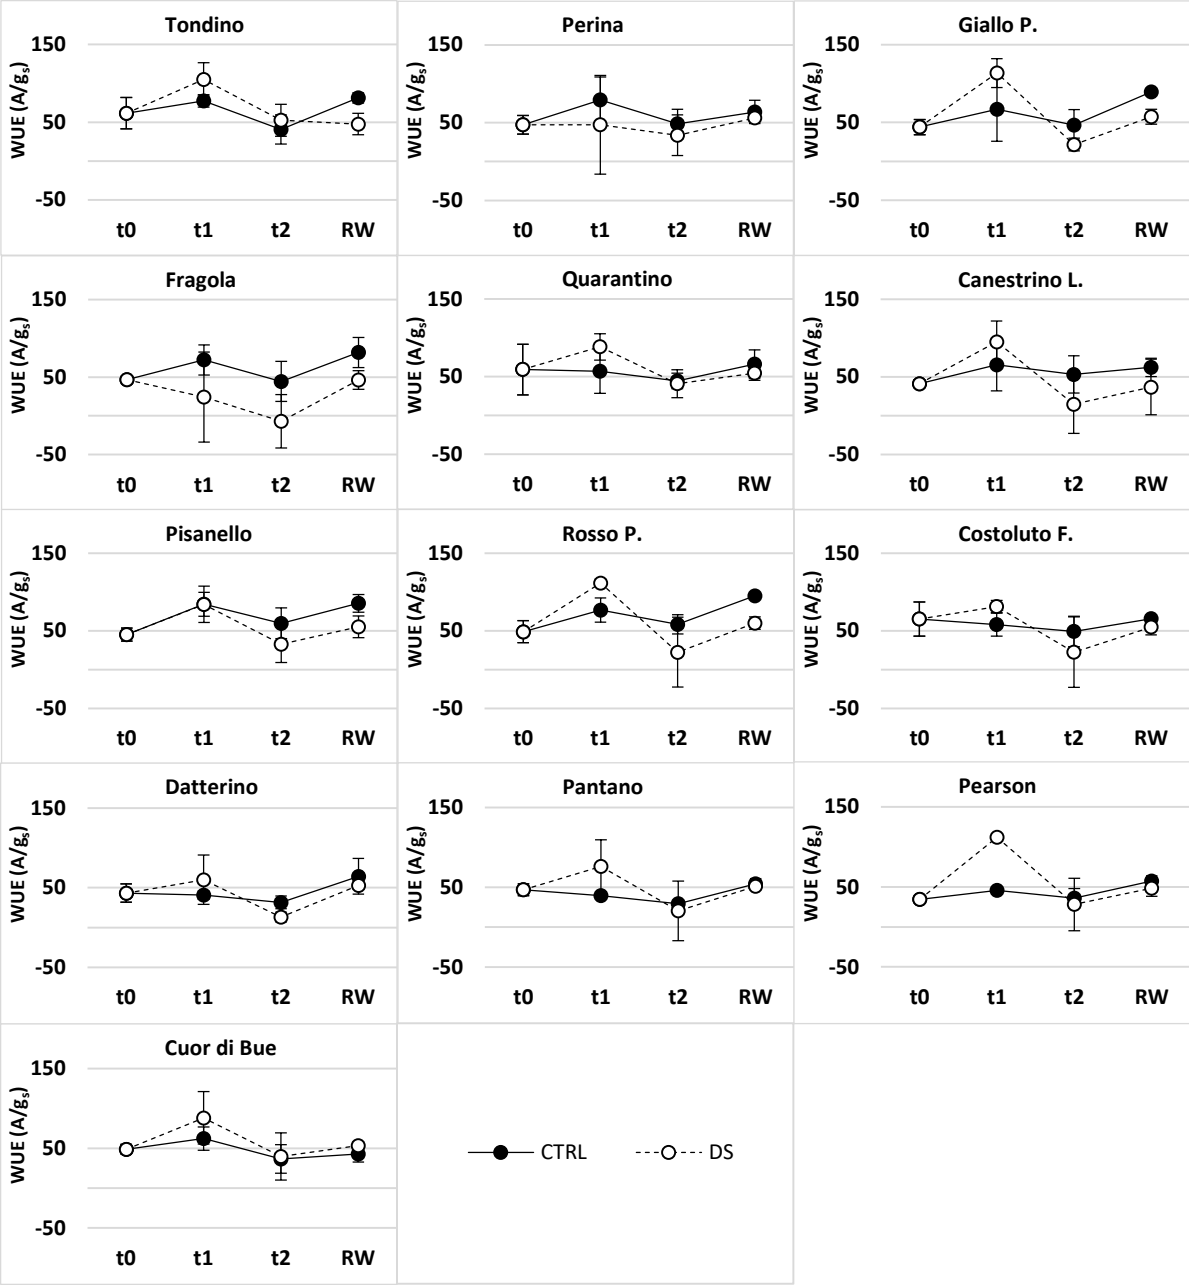 Tondino
150
50
-50
WUE (A/gs)
t0 t1 t2 RW
Perina
150
50
-50
WUE (A/gs)
t0 t1 t2 RW
Giallo P.
150
50
-50
WUE (A/gs)
t0 t1 t2 RW
Fragola
150
50
-50
WUE (A/gs)
t0 t1 t2 RW
Quarantino
150
50
-50
WUE (A/gs)
t0 t1 t2 RW
Canestrino L.
150
50
-50
WUE (A/gs)
t0 t1 t2 RW
Pisanello
150
50
-50
WUE (A/gs)
t0 t1 t2 RW
Rosso P.
150
50
-50
WUE (A/gs)
t0 t1 t2 RW
Costoluto F.
150
50
-50
WUE (A/gs)
t0 t1 t2 RW
Datterino
150
50
-50
WUE (A/gs)
t0 t1 t2 RW
Pantano
150
50
-50
WUE (A/gs)
t0 t1 t2 RW
Pearson
150
50
-50
WUE (A/gs)
t0 t1 t2 RW
Cuor di Bue
150
50
-50
WUE (A/gs)
t0 t1 t2 RW
CTRL DS